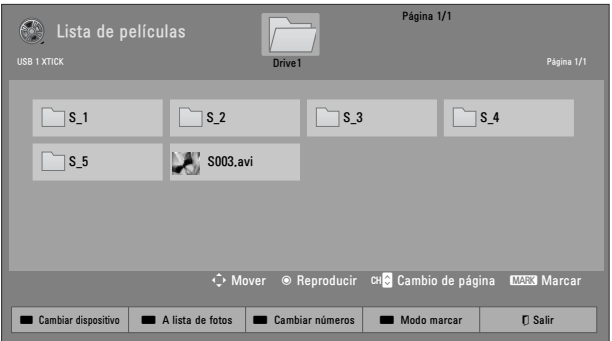 Página 1/1
Lista de películas
Drive1
USB 1 XTICK
Página 1/1
S_1
S_2
S_3
S_4
S_5
S003.avi
Mover
Reproducir
CH Cambio de página
MARK Marcar
Cambiar dispositivo
A lista de fotos
Cambiar números
Modo marcar
Salir